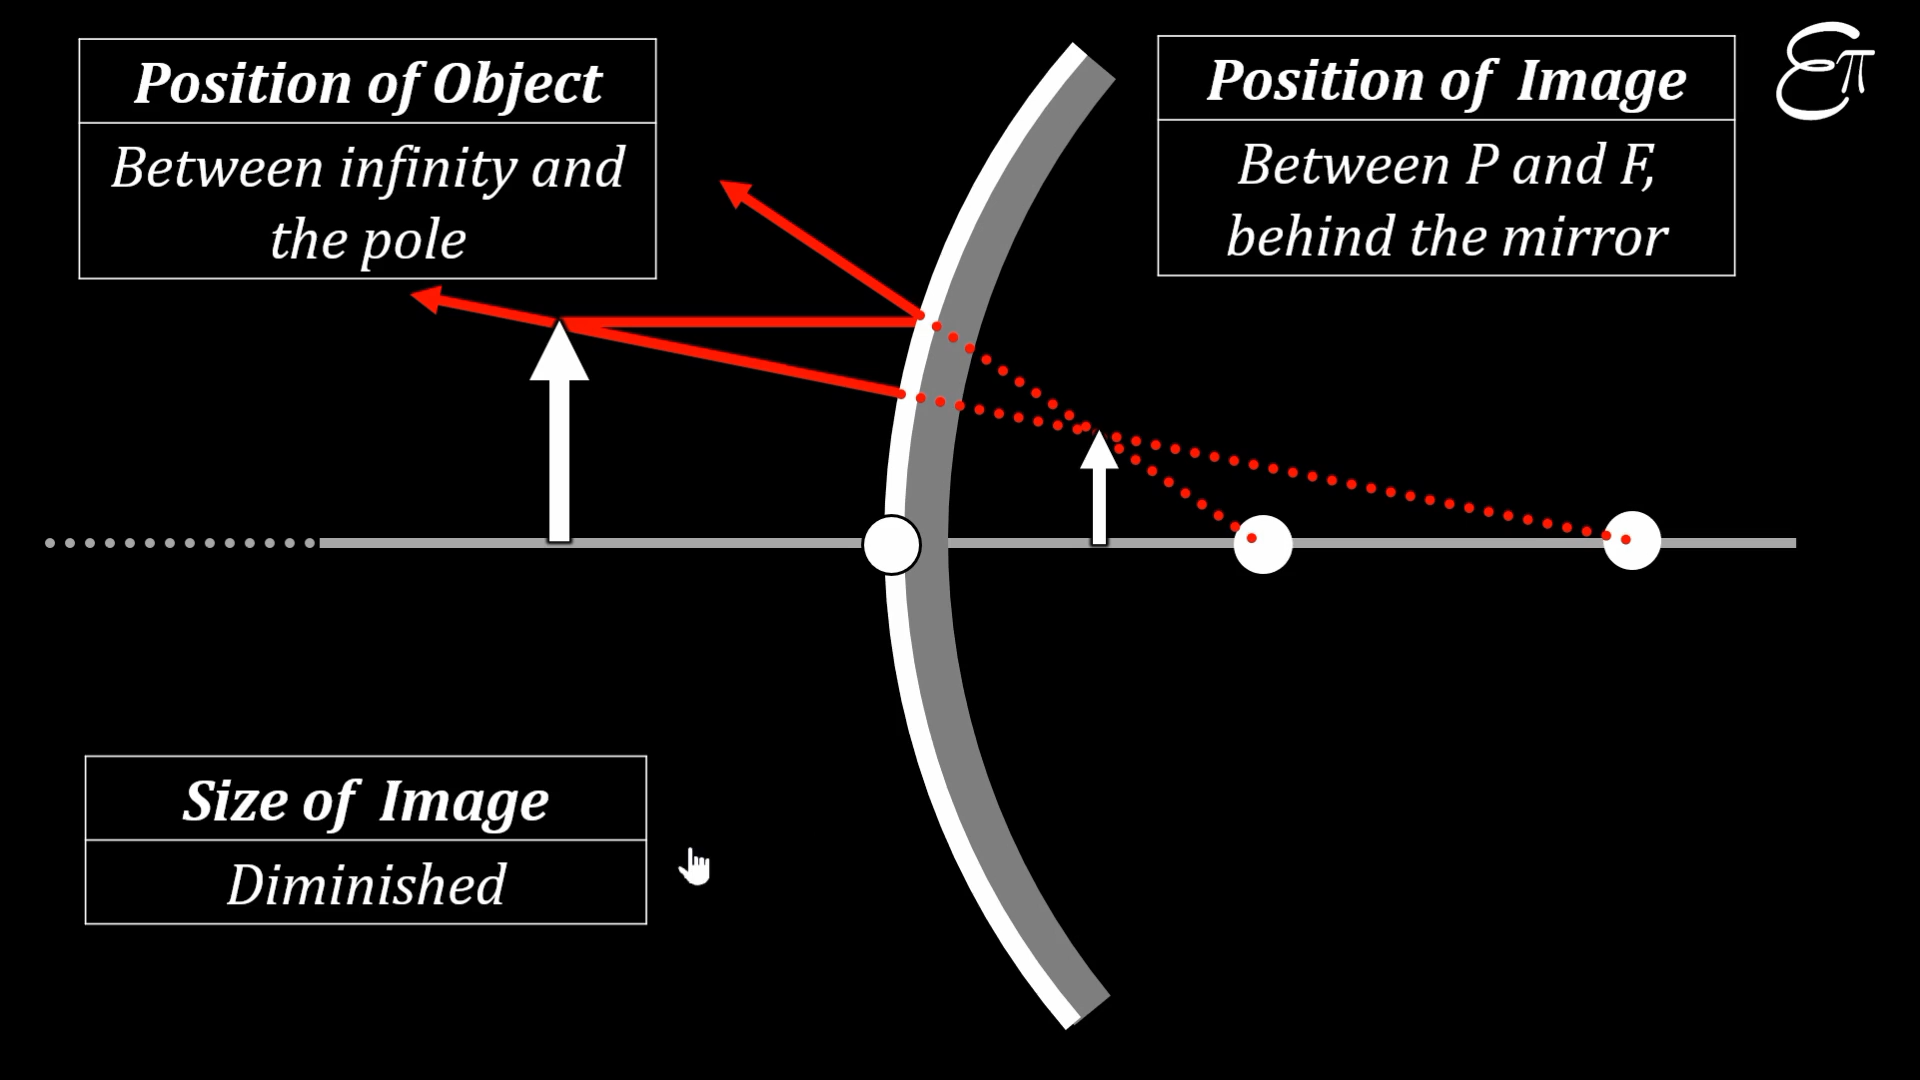 Position of Object
Between infinity and
the pole
Position of Image
Between P and F,
behind the mirror
Ɛπ
Size of Image
Diminished